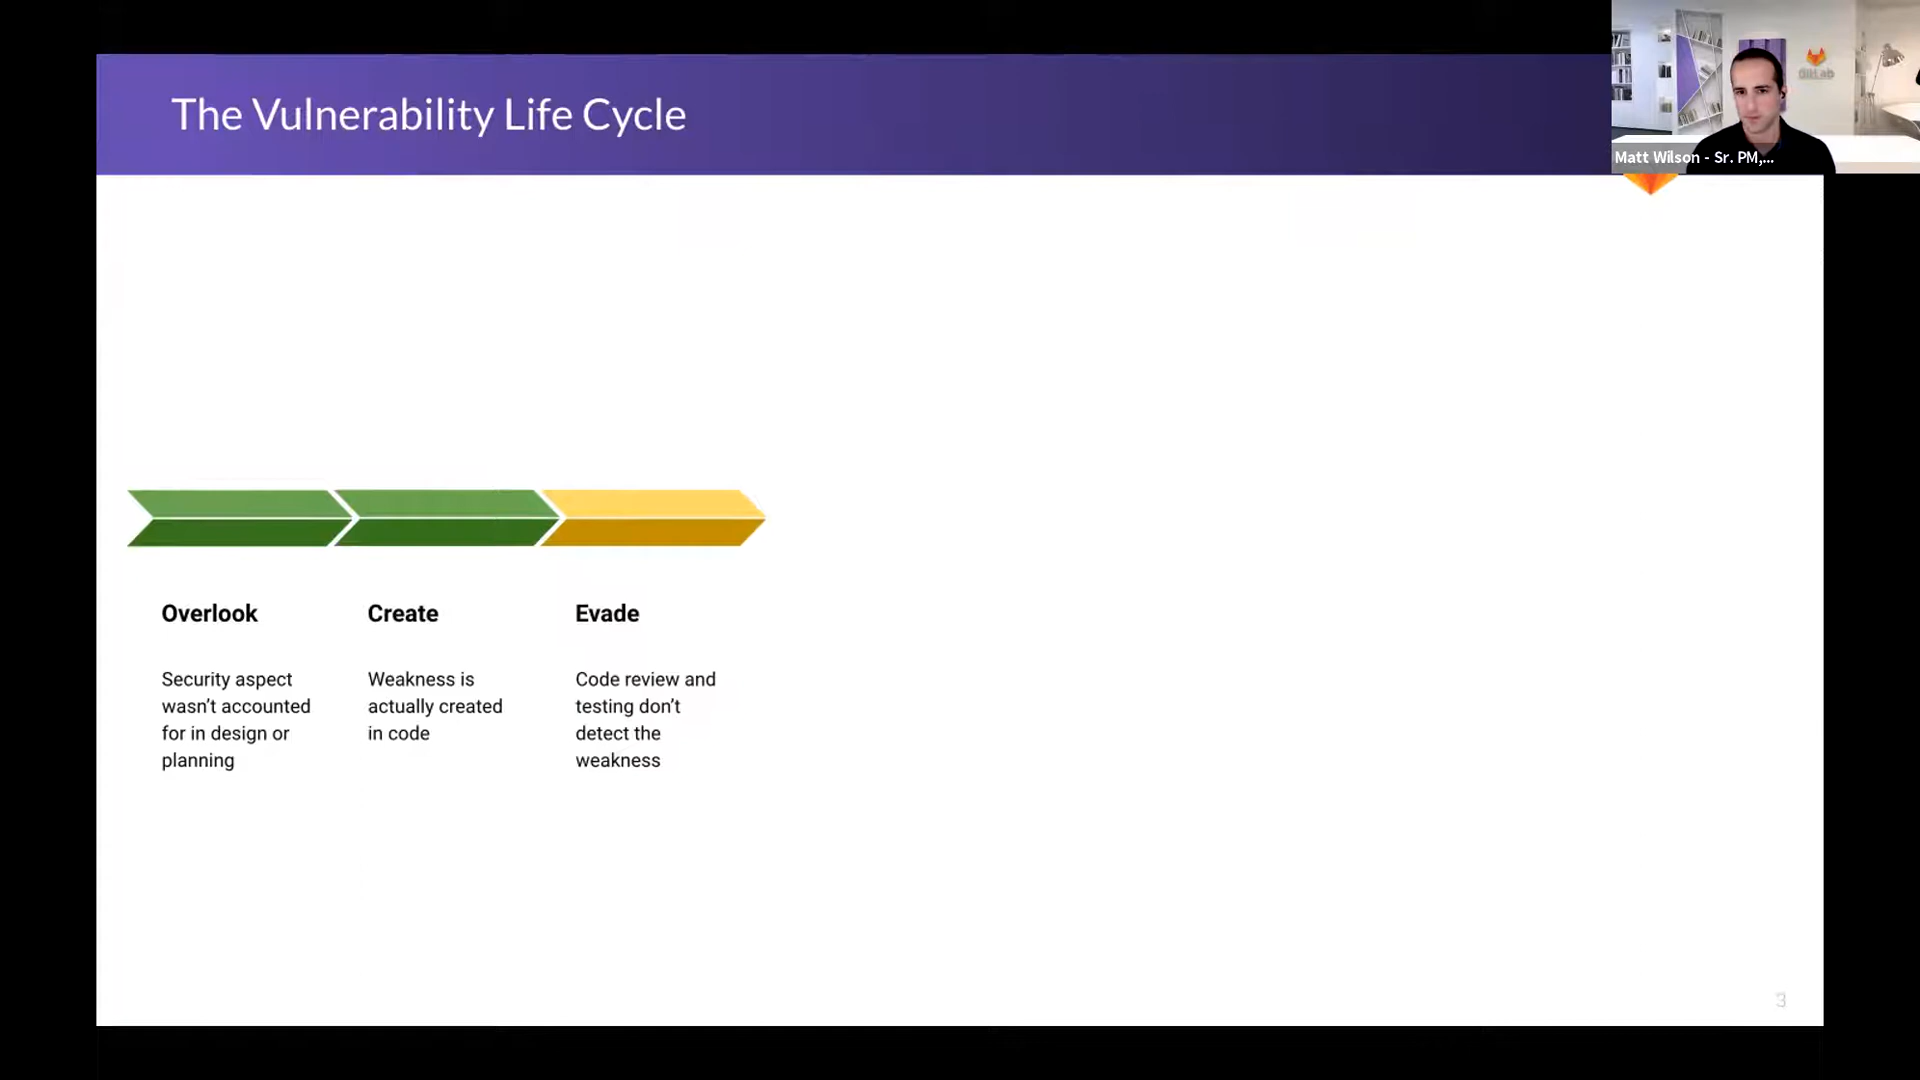 The Vulnerability Life Cycle
GitLab
Matt Wilson - Sr. PM,...
Overlook
Security aspect
wasn't accounted
for in design or
planning
Create
Weakness is
actually created
in code
Evade
Code review and
testing don't
detect the
weakness
3